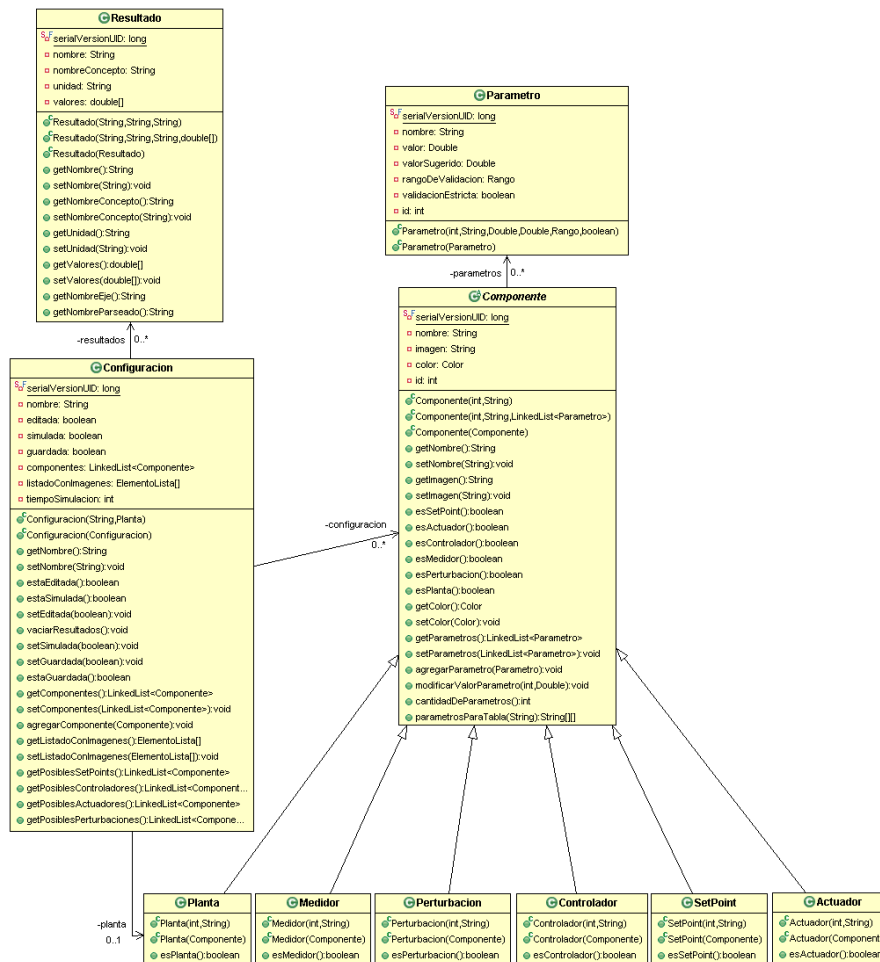 Resultado
serialVersionUID: long
nombre: String
nombreConcepto: String
unidad: String
valores: double[]
Resultado(String,String,String)
Resultado(String,String,String,double[])
Resultado(Resultado)
getNombre():String
setNombre(String):void
getNombreConcepto():String
setNombreConcepto(String):void
getUnidad():String
setUnidad(String):void
getValores():double[]
setValores(double[]):void
getNombreEje():String
getNombreParseado():String
-resultados
0..*
Parametro
serialVersionUID: long
nombre: String
valor: Double
valorSugerido: Double
rangoDeValidacion: Rango
validacionEstricta: boolean
id: int
Parametro(int,String,Double,Double,Rango,boolean)
Parametro(Parametro)
-parametros
0..*
Configuracion
serialVersionUID: long
nombre: String
editada: boolean
simulada: boolean
guardada: boolean
componentes: LinkedList<Componente>
listadoConImagenes: ElementoLista[]
tiempoSimulacion: int
Configuracion(String,Planta)
Configuracion(Configuracion)
getNombre():String
setNombre(String):void
estaEditada():boolean
estaSimulada():boolean
setEditada(boolean):void
vaciarResultados():void
setSimulada(boolean):void
setGuardada(boolean):void
estaGuardada():boolean
getComponentes():LinkedList<Componente>
setComponentes(LinkedList<Componente>):void
agregarComponente(Componente):void
getListadoConImagenes():ElementoLista[]
setListadoConImagenes(ElementoLista[]):void
getPosiblesSetPoints():LinkedList<Componente>
getPosiblesControladores():LinkedList<Component...
getPosiblesActuadores():LinkedList<Componente>
getPosiblesPerturbaciones():LinkedList<Compone...
-configuracion
0..*
Componente
serialVersionUID: long
nombre: String
imagen: String
color: Color
id: int
Componente(int,String)
Componente(int,String,LinkedList<Parametro>)
Componente(Componente)
getNombre():String
setNombre(String):void
getImagen():String
setImagen(String):void
esSetPoint():boolean
esActuador():boolean
esControlador():boolean
esMedidor():boolean
esPerturbacion():boolean
esPlanta():boolean
getColor():Color
setColor(Color):void
getParametros():LinkedList<Parametro>
setParametros(LinkedList<Parametro>):void
agregarParametro(Parametro):void
modificarValorParametro(int,Double):void
cantidadDeParametros():int
parametrosParaTabla(String):String[][]
-planta
0..1
Planta
Planta(int,String)
Planta(Componente)
esPlanta():boolean
Medidor
Medidor(int,String)
Medidor(Componente)
esMedidor():boolean
Perturbacion
Perturbacion(int,String)
Perturbacion(Componente)
esPerturbacion():boolean
Controlador
Controlador(int,String)
Controlador(Componente)
esControlador():boolean
SetPoint
SetPoint(int,String)
SetPoint(Componente)
esSetPoint():boolean
Actuador
Actuador(int,String)
Actuador(Componente
esActuador():boolean